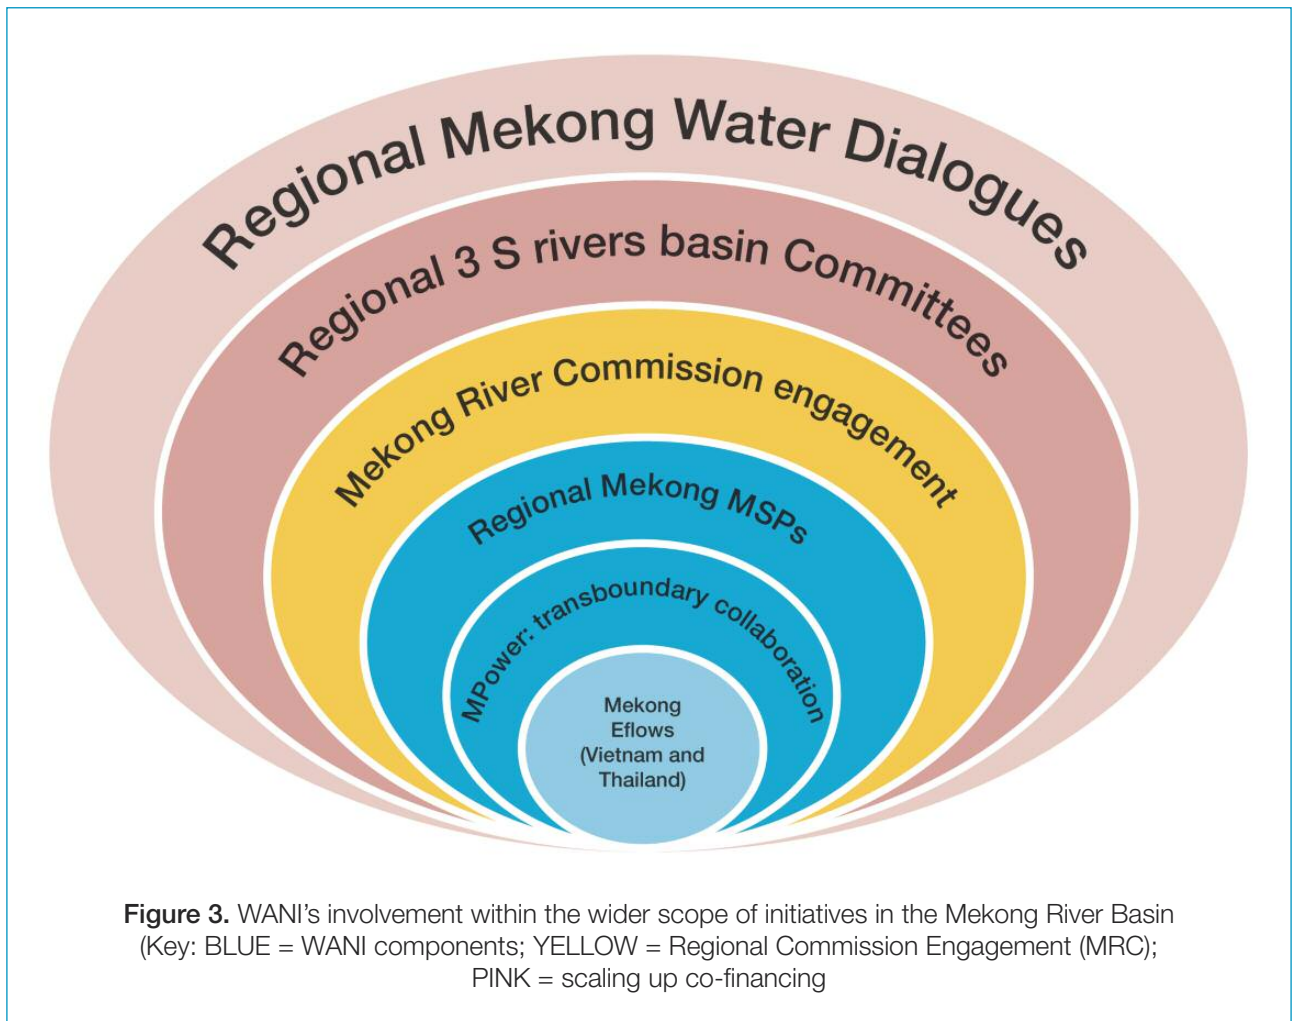 Regional Mekong Water Dialogues
Regional 3 S rivers basin Committees
Mekong River Commission engagement
Regional Mekong MSPs
MPower: transboundary collaboration
Mekong
Eflows
(Vietnam and
Thailand)
Figure 3. WANI's involvement within the wider scope of initiatives in the Mekong River Basin
(Key: BLUE = WANI components; YELLOW = Regional Commission Engagement (MRC);
PINK = scaling up co-financing